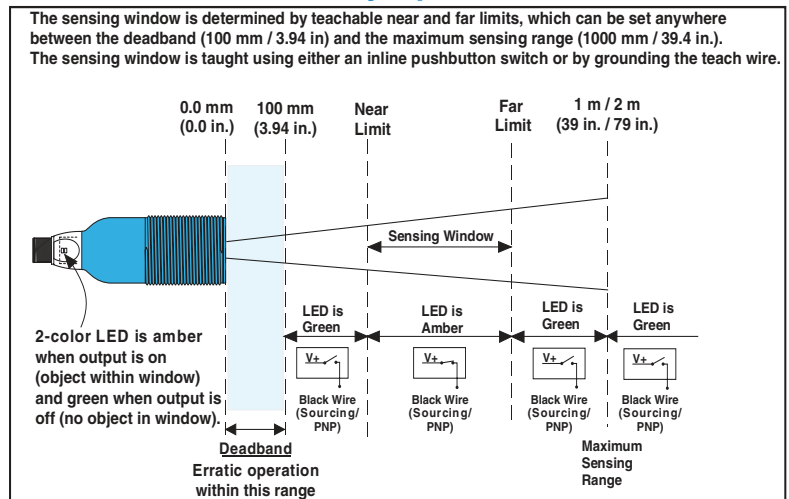 The sensing window is determined by teachable near and far limits, which can be set anywhere
between the deadband (100 mm / 3.94 in) and the maximum sensing range (1000 mm / 39.4 in.).
The sensing window is taught using either an inline pushbutton switch or by grounding the teach wire.
0.0 mm
(0.0 in.)
100 mm
(3.94 in.)
Near
Limit
Far
Limit
1 m / 2 m
(39 in. / 79 in.)
Sensing Window
2-color LED is amber
when output is on
(object within window)
and green when output is
off (no object in window).
LED is
Green
LED is
Amber
LED is
Green
LED is
Green
V+
V+
V+
V+
Black Wire
(Sourcing/
PNP)
Black Wire
(Sourcing/
PNP)
Black Wire
(Sourcing/
PNP)
Black Wire
(Sourcing/
PNP)
Deadband
Erratic operation
within this range
Maximum
Sensing
Range